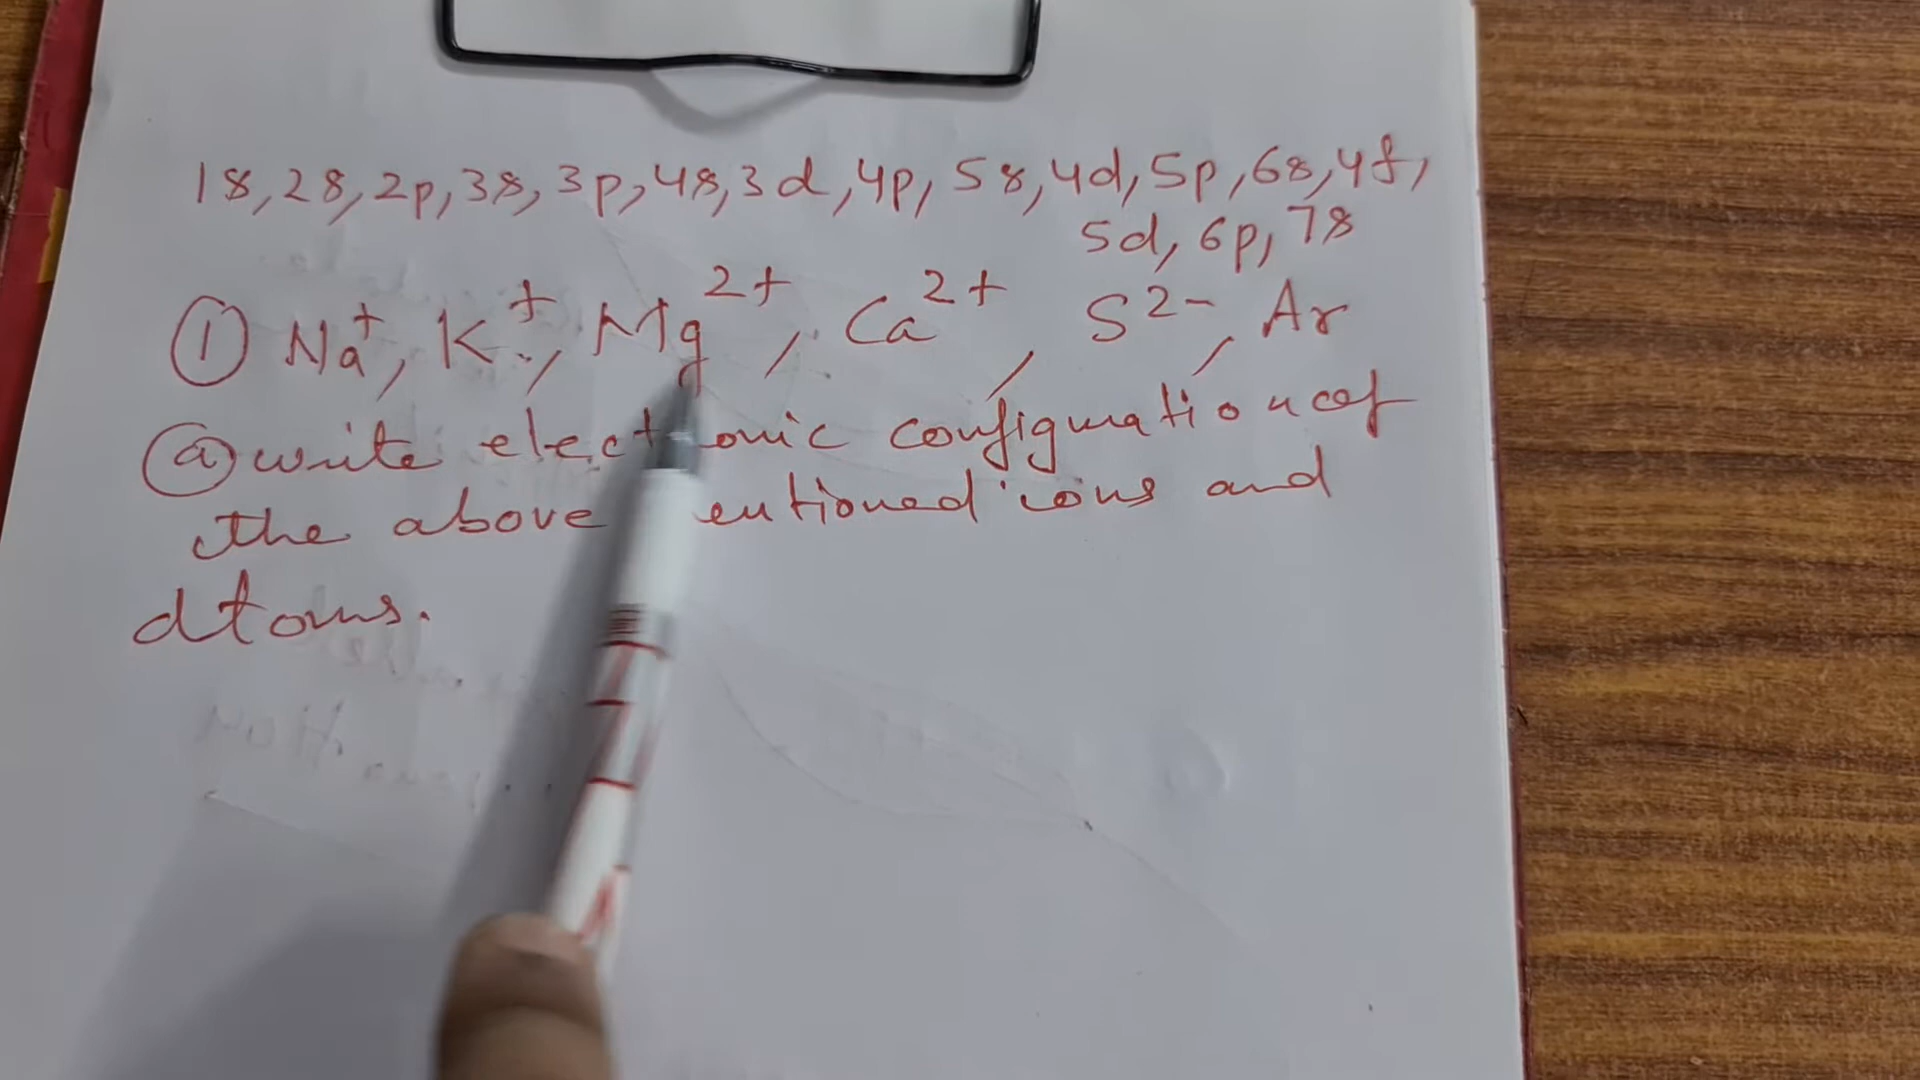 1s, 2s, 2p, 3s, 3p, 4s, 3d, 4p, 5s, 4d, 5p, 6s, 4f,
5d, 6p, 7s
① Na⁺, K⁺, Mg²⁺, Ca²⁺, S²⁻, Ar
ⓐ write electronic configuration of
the above entioned ions and
atoms.